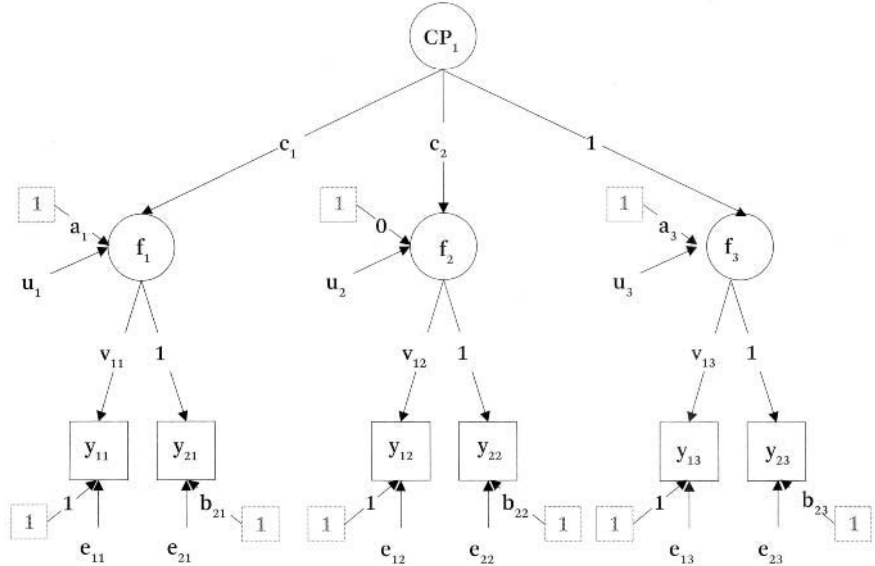 CP₁
c₁ c₂ 1
1 1 1
a₁ 0 a₃
f₁ f₂ f₃
u₁ u₂ u₃
v₁₁ 1 v₁₂ 1 v₁₃ 1
y₁₁ y₂₁ y₁₂ y₂₂ y₁₃ y₂₃
1 b₂₁ 1 b₂₂ 1 b₂₃
1 1 1 1 1 1
e₁₁ e₂₁ e₁₂ e₂₂ e₁₃ e₂₃